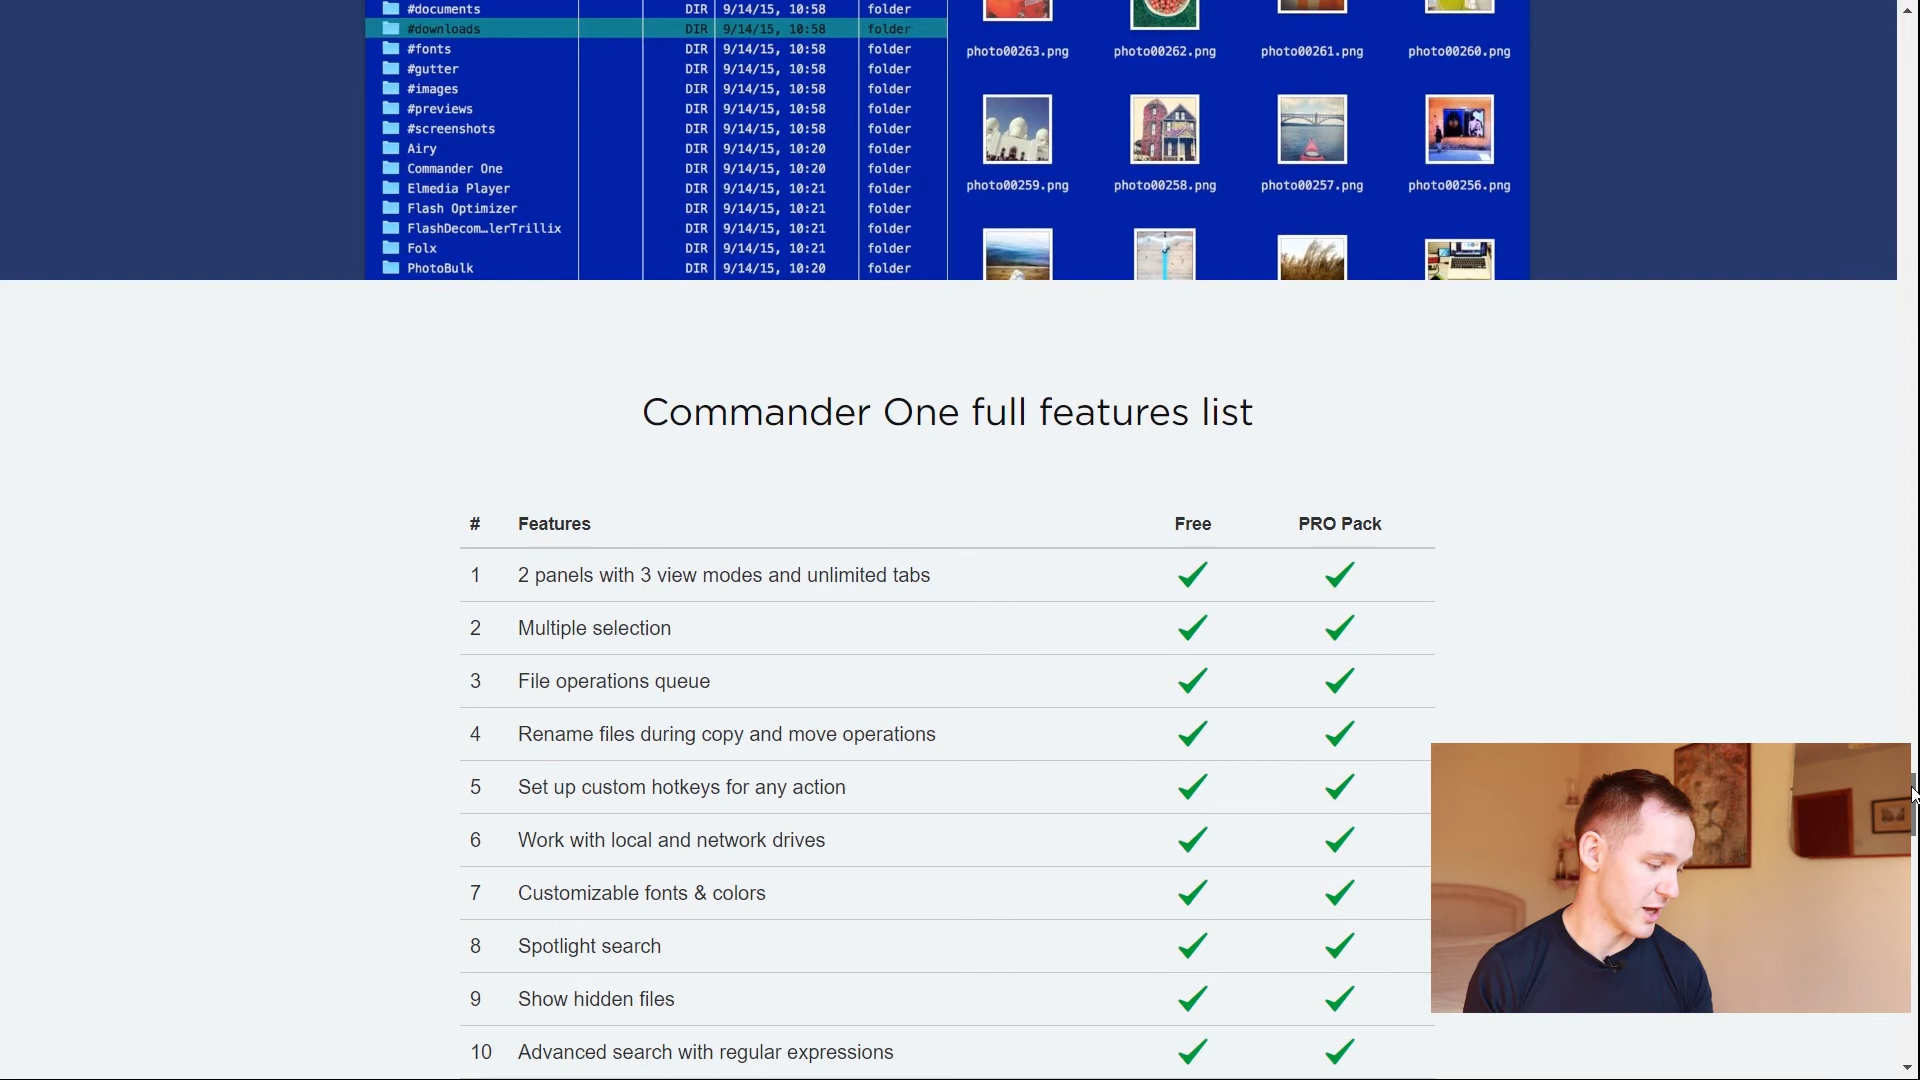 #documents DIR 9/14/15, 10:58 folder
#downloads DIR 9/14/15, 10:58 folder
#fonts DIR 9/14/15, 10:58 folder
#gutter DIR 9/14/15, 10:58 folder
#images DIR 9/14/15, 10:58 folder
#previews DIR 9/14/15, 10:58 folder
#screenshots DIR 9/14/15, 10:58 folder
Airy DIR 9/14/15, 10:20 folder
Commander One DIR 9/14/15, 10:20 folder
Elmedia Player DIR 9/14/15, 10:21 folder
Flash Optimizer DIR 9/14/15, 10:21 folder
FlashDecom…lerTrillix DIR 9/14/15, 10:21 folder
Folx DIR 9/14/15, 10:21 folder
PhotoBulk DIR 9/14/15, 10:20 folder
photo00263.png photo00262.png photo00261.png photo00260.png
photo00259.png photo00258.png photo00257.png photo00256.png
Commander One full features list
# Features Free PRO Pack
1 2 panels with 3 view modes and unlimited tabs
2 Multiple selection
3 File operations queue
4 Rename files during copy and move operations
5 Set up custom hotkeys for any action
6 Work with local and network drives
7 Customizable fonts & colors
8 Spotlight search
9 Show hidden files
10 Advanced search with regular expressions